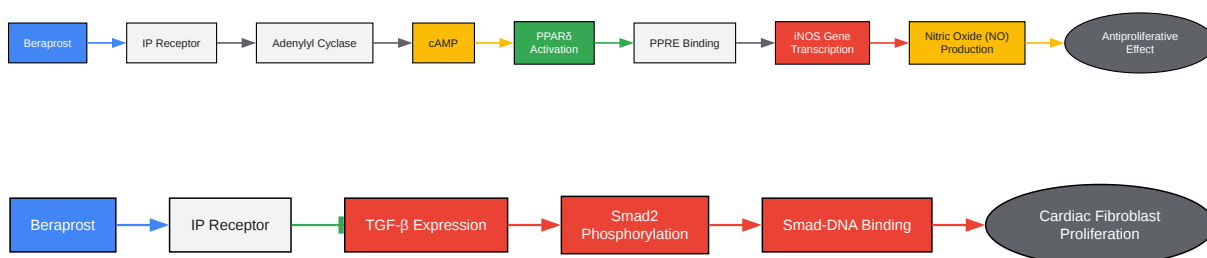 Beraprost
IP Receptor
Adenylyl Cyclase
cAMP
PPARδ
Activation
PPRE Binding
iNOS Gene
Transcription
Nitric Oxide (NO)
Production
Antiproliferative
Effect
Beraprost
IP Receptor
TGF-β Expression
Smad2
Phosphorylation
Smad-DNA Binding
Cardiac Fibroblast
Proliferation